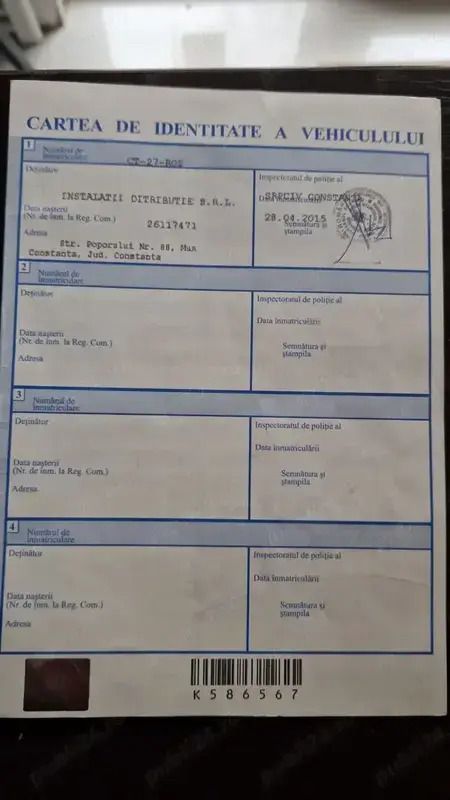 CARTEA DE IDENTITATE A VEHICULULUI
1
Numărul de
înmatriculare
CT-27-BOS
Deținător
INSTALATII DITRIBUTIE S.R.L.
Data nașterii
(Nr. de înm. la Reg. Com.)
26117471
Adresa
Str. Poporului Nr. 88, Mun
Constanta, Jud. Constanta
Inspectoratul de poliție al
SRPCIV CONSTANTA
Data înmatriculării
28.04.2015
Semnătura și
ștampila
2
Numărul de
înmatriculare
Deținător
Data nașterii
(Nr. de înm. la Reg. Com.)
Adresa
Inspectoratul de poliție al
Data înmatriculării
Semnătura și
ștampila
3
Numărul de
înmatriculare
Deținător
Data nașterii
(Nr. de înm. la Reg. Com.)
Adresa
Inspectoratul de poliție al
Data înmatriculării
Semnătura și
ștampila
4
Numărul de
înmatriculare
Deținător
Data nașterii
(Nr. de înm. la Reg. Com.)
Adresa
Inspectoratul de poliție al
Data înmatriculării
Semnătura și
ștampila
K586567